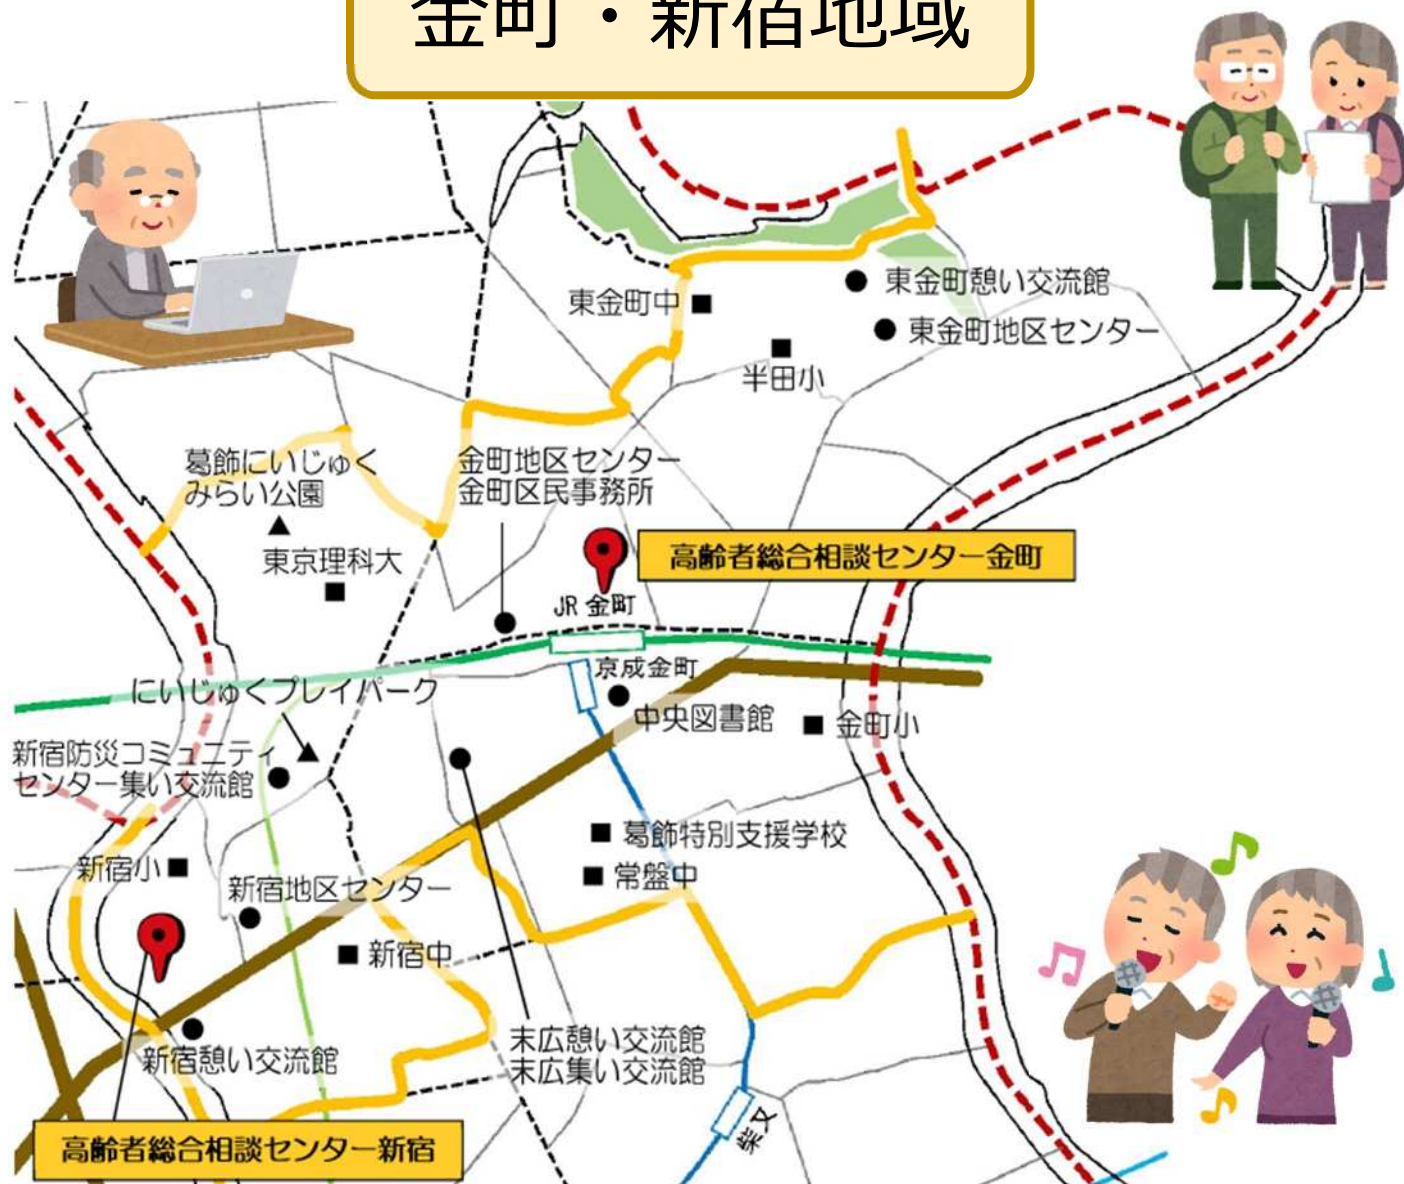 金町・新宿地域
東金町憩い交流館
東金町中
東金町地区センター
半田小
葛飾にいじゅく
みらい公園
金町地区センター
金町区民事務所
東京理科大
高齢者総合相談センター金町
JR 金町
京成金町
にいじゅくプレイパーク
中央図書館
金町小
新宿防災コミュニティ
センター集い交流館
葛飾特別支援学校
新宿小
常盤中
新宿地区センター
新宿中
新宿憩い交流館
末広憩い交流館
末広集い交流館
柴又
高齢者総合相談センター新宿